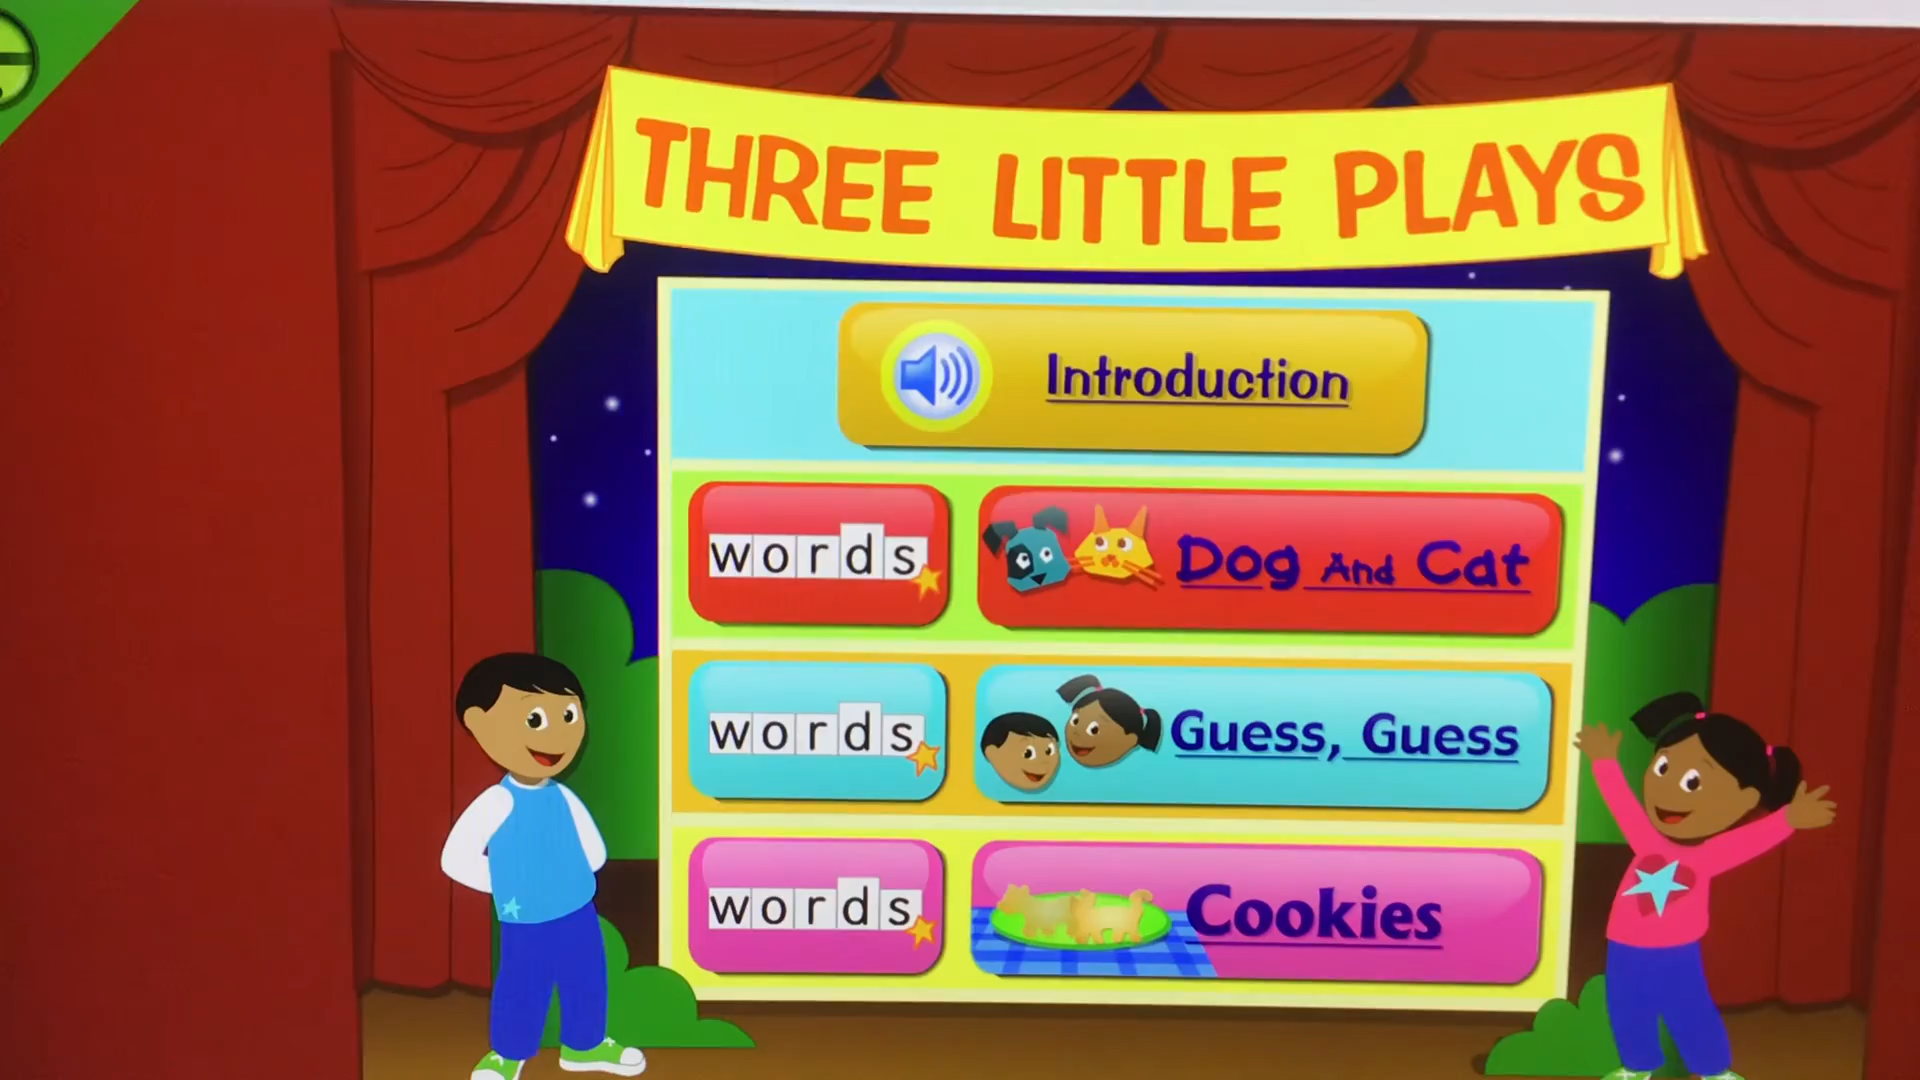 THREE LITTLE PLAYS
Introduction
words
Dog And Cat
words
Guess, Guess
words
Cookies